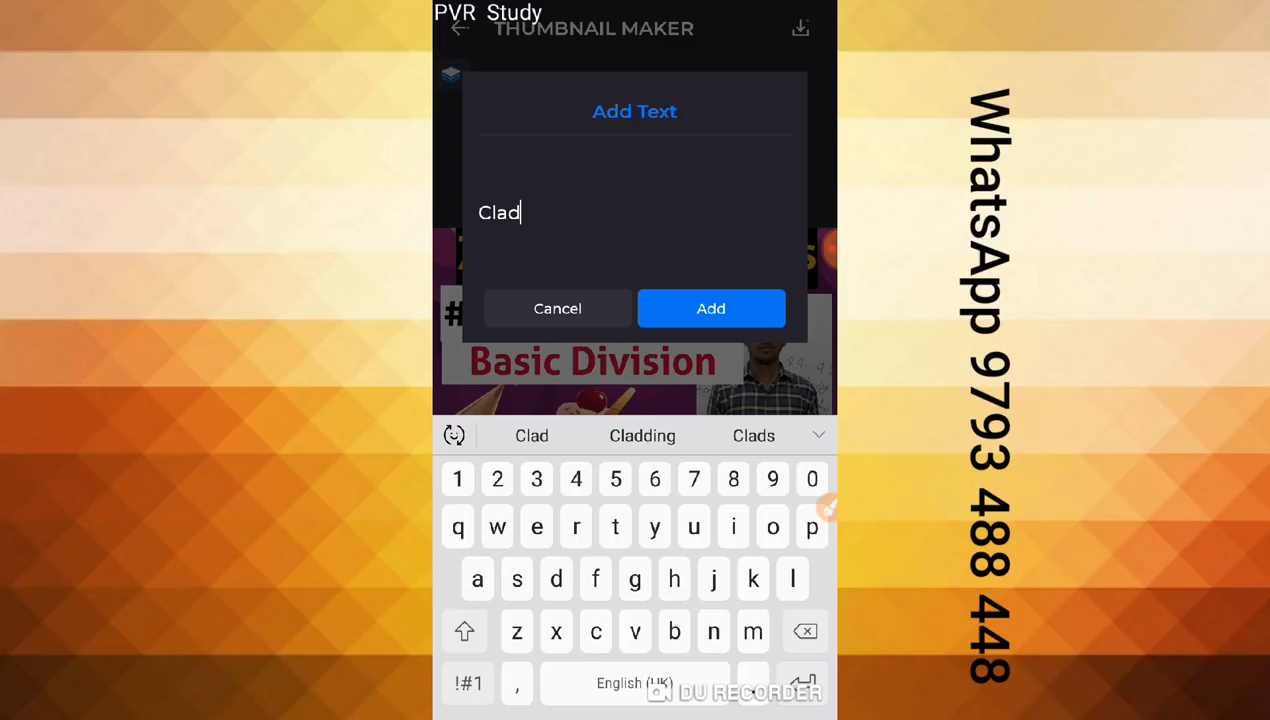 PVR Study
THUMBNAIL MAKER
Add Text
Clad
Cancel Add
#
Basic Division
Clad Cladding Clads
1 2 3 4 5 6 7 8 9 0
q w e r t y u i o p
a s d f g h j k l
z x c v b n m
!#1 , English (UK) .
DU RECORDER
WhatsApp 9793 488 448